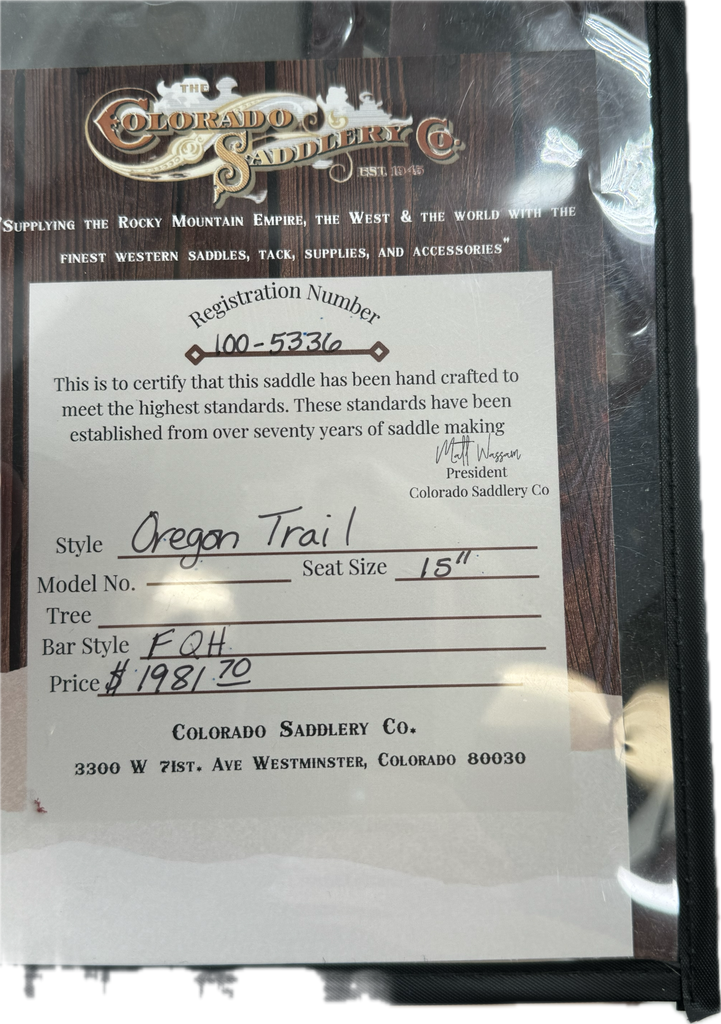 THE
COLORADO
SADDLERY CO.
EST. 1945
"SUPPLYING THE ROCKY MOUNTAIN EMPIRE, THE WEST & THE WORLD WITH THE
FINEST WESTERN SADDLES, TACK, SUPPLIES, AND ACCESSORIES"
Registration Number
100-5336
This is to certify that this saddle has been hand crafted to
meet the highest standards. These standards have been
established from over seventy years of saddle making
Matt Wassam
President
Colorado Saddlery Co
Style Oregon Trail
Model No. Seat Size 15"
Tree
Bar Style FQH
Price $ 1981.70
COLORADO SADDLERY CO.
3300 W 71ST. AVE WESTMINSTER, COLORADO 80030